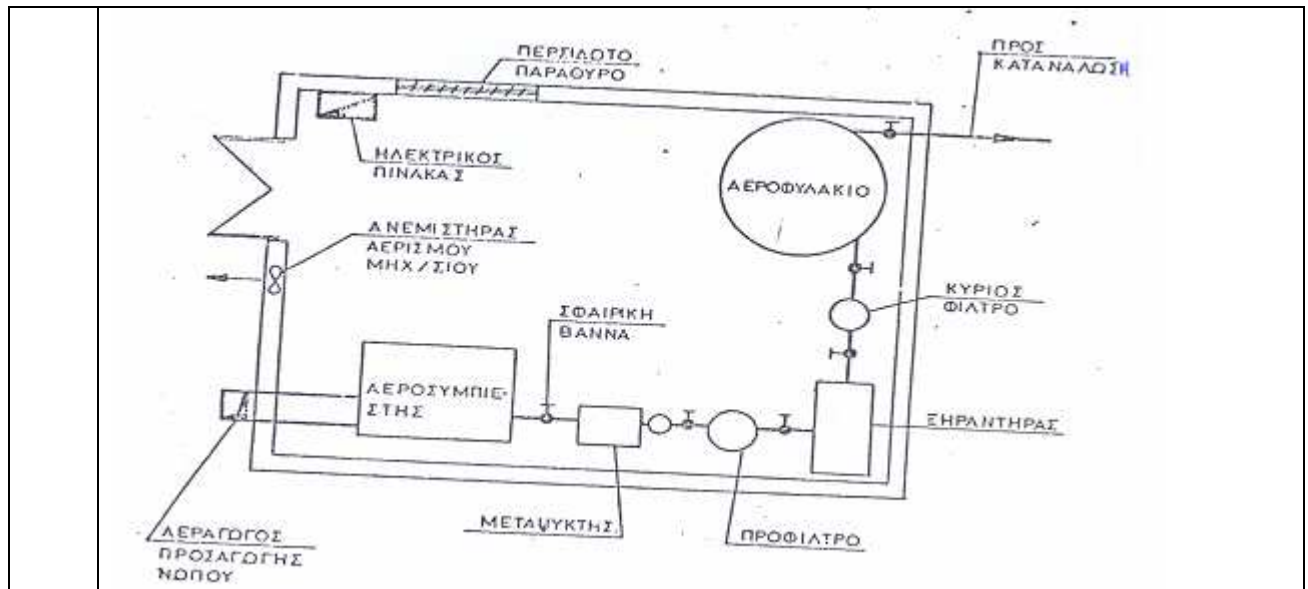 ΠΕΡΣΙΔΩΤΟ
ΠΑΡΑΘΥΡΟ
ΠΡΟΣ
ΚΑΤΑΝΑΛΩΣΗ
ΗΛΕΚΤΡΙΚΟΣ
ΠΙΝΑΚΑΣ
ΑΕΡΟΦΥΛΑΚΙΟ
ΑΝΕΜΙΣΤΗΡΑΣ
ΑΕΡΙΣΜΟΥ
ΜΗΧ/ΣΙΟΥ
ΚΥΡΙΟΣ
ΦΙΛΤΡΟ
ΣΦΑΙΡΙΚΗ
ΒΑΝΝΑ
ΑΕΡΟΣΥΜΠΙΕ-
ΣΤΗΣ
ΞΗΡΑΝΤΗΡΑΣ
ΜΕΤΑΨΥΚΤΗΣ
ΠΡΟΦΙΛΤΡΟ
ΑΕΡΑΓΩΓΟΣ
ΠΡΟΣΑΓΩΓΗΣ
ΝΩΠΟΥ